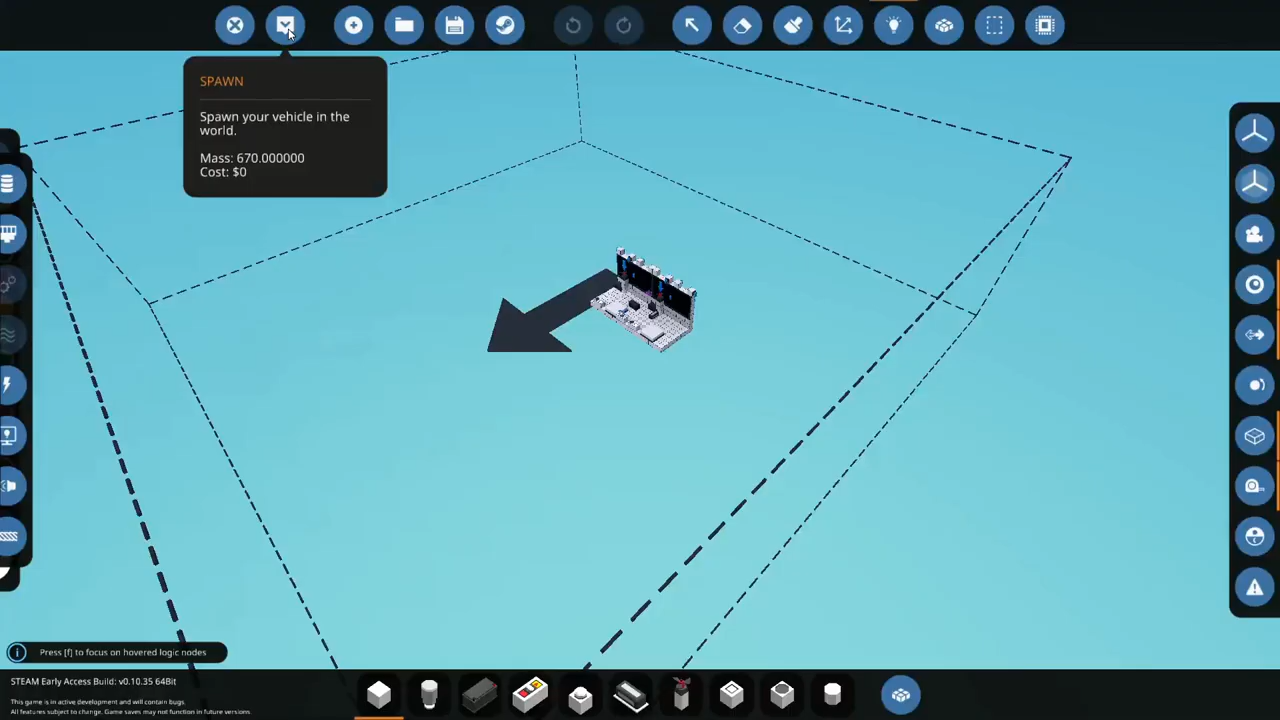 SPAWN
Spawn your vehicle in the
world.
Mass: 670.000000
Cost: $0
Press [f] to focus on hovered logic nodes
STEAM Early Access Build: v0.10.35 64Bit
This game is in active development and will contain bugs.
All features subject to change. Game saves may not function in future versions.